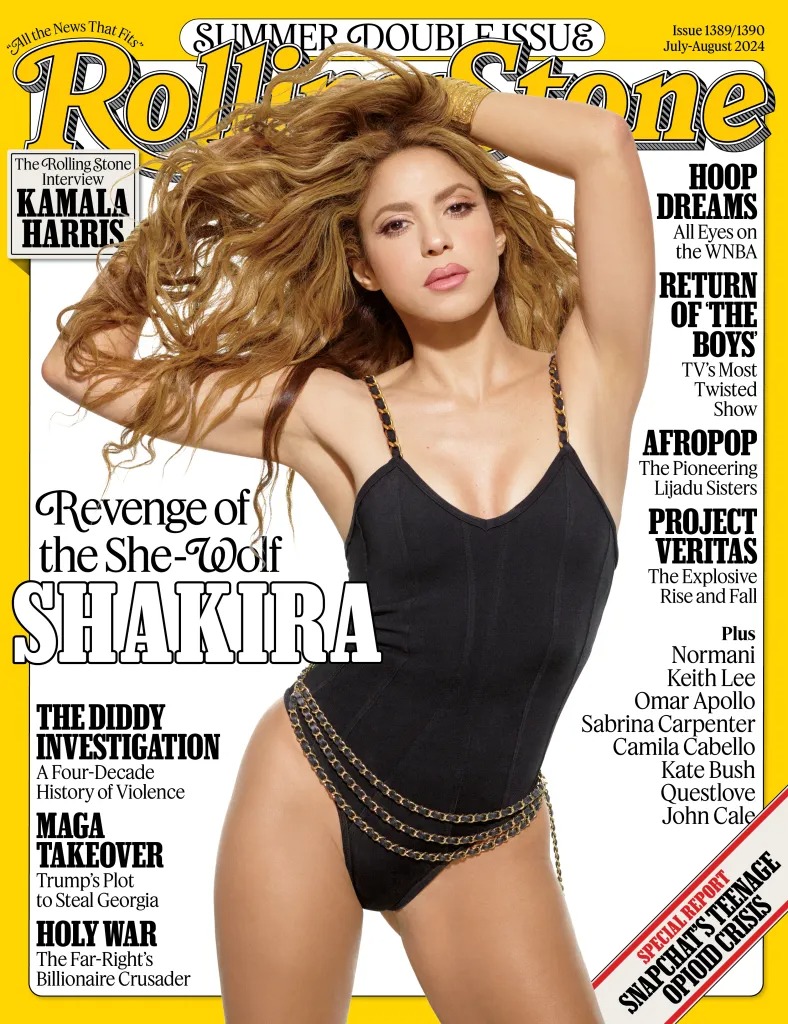 "All the News That Fits"
SUMMER DOUBLE ISSUE
Issue 1389/1390
July-August 2024
Rolling Stone
The Rolling Stone
Interview
KAMALA
HARRIS
HOOP
DREAMS
All Eyes on
the WNBA
RETURN
OF ‘THE
BOYS’
TV’s Most
Twisted
Show
AFROPOP
The Pioneering
Lijadu Sisters
PROJECT
VERITAS
The Explosive
Rise and Fall
Plus
Normani
Keith Lee
Omar Apollo
Sabrina Carpenter
Camila Cabello
Kate Bush
Questlove
John Cale
Revenge of
the She-Wolf
SHAKIRA
THE DIDDY
INVESTIGATION
A Four-Decade
History of Violence
MAGA
TAKEOVER
Trump’s Plot
to Steal Georgia
HOLY WAR
The Far-Right’s
Billionaire Crusader
SPECIAL REPORT
SNAPCHAT’S TEENAGE
OPIOID CRISIS